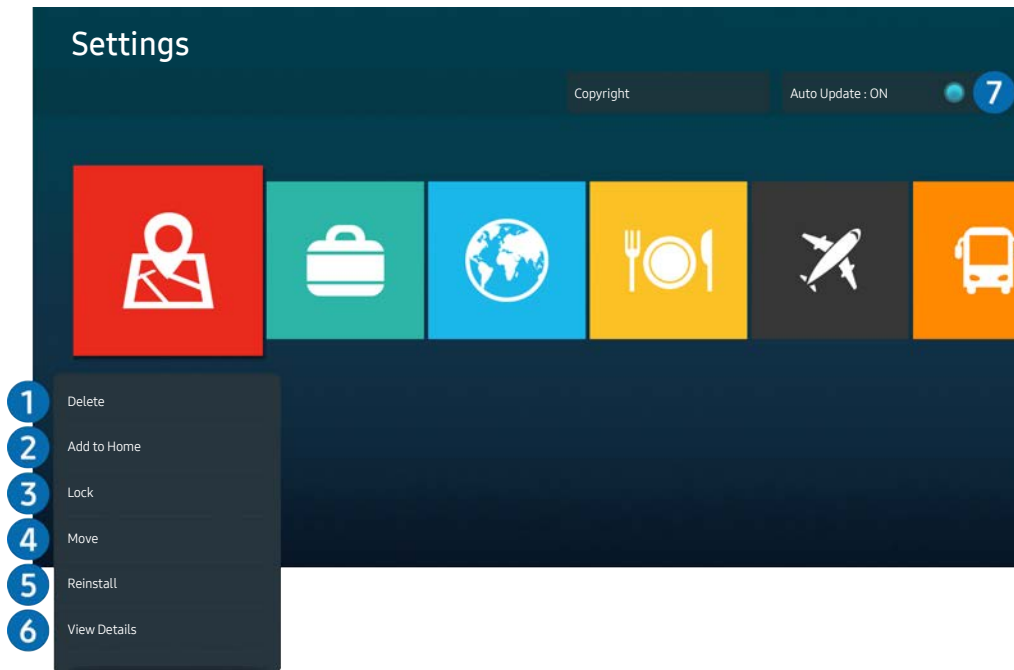 Settings
Copyright
Auto Update : ON
7
1 Delete
2 Add to Home
3 Lock
4 Move
5 Reinstall
6 View Details